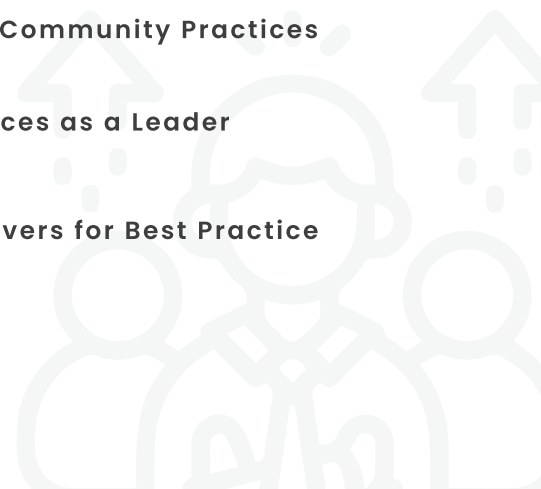 Community Practices
ces as a Leader
vers for Best Practice